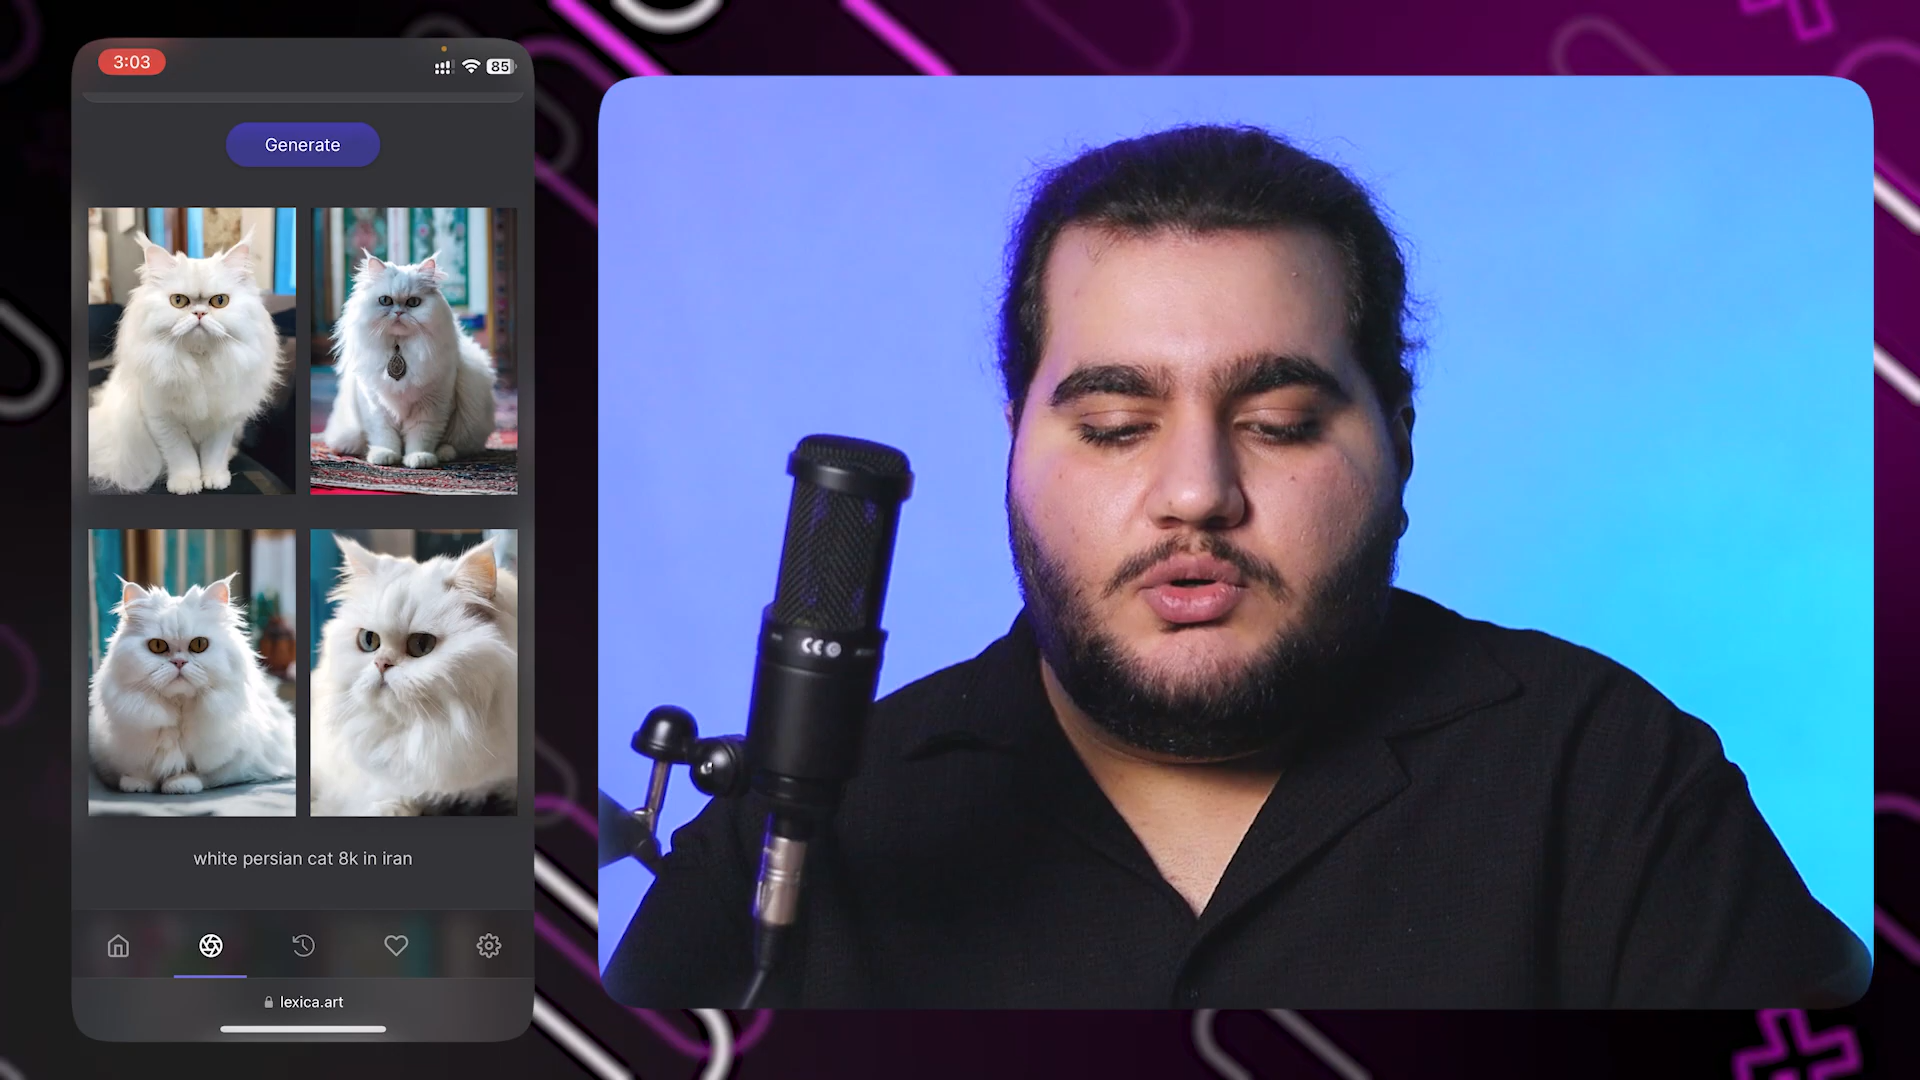 3:03
85
Generate
white persian cat 8k in iran
lexica.art